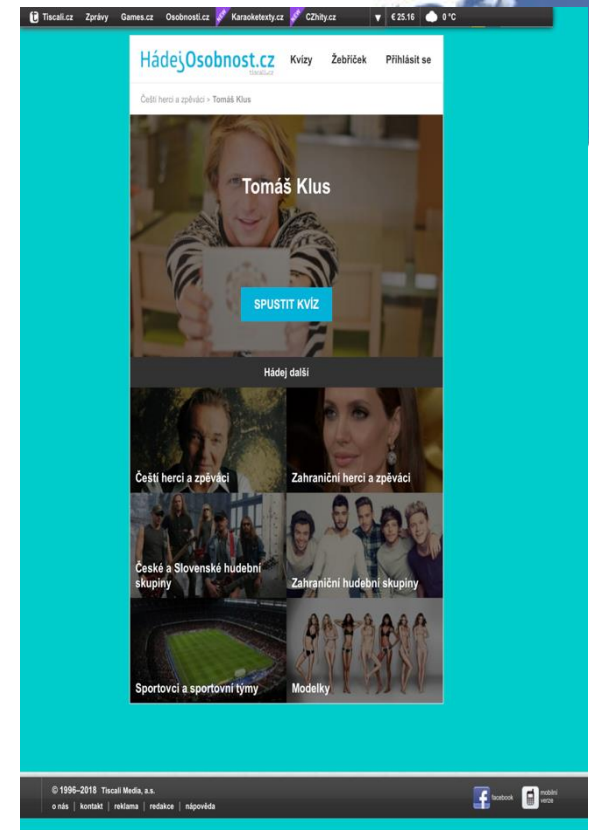 Tiscali.cz Zprávy Games.cz Osobnosti.cz NEW Karaoketexty.cz NEW CZhity.cz ▼ € 25.16 0 °C
HádejOsobnost.cz Kvízy Žebříček Přihlásit se
Čeští herci a zpěváci > Tomáš Klus
Tomáš Klus
SPUSTIT KVÍZ
Hádej další
Čeští herci a zpěváci
Zahraniční herci a zpěváci
České a Slovenské hudební
skupiny
Zahraniční hudební skupiny
Sportovci a sportovní týmy
Modelky
© 1996–2018 Tiscali Media, a.s.
o nás | kontakt | reklama | redakce | nápověda
facebook
mobilní
verze